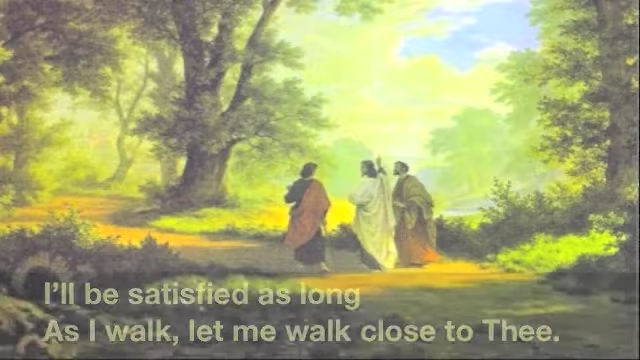 I'll be satisfied as long
As I walk, let me walk close to Thee.